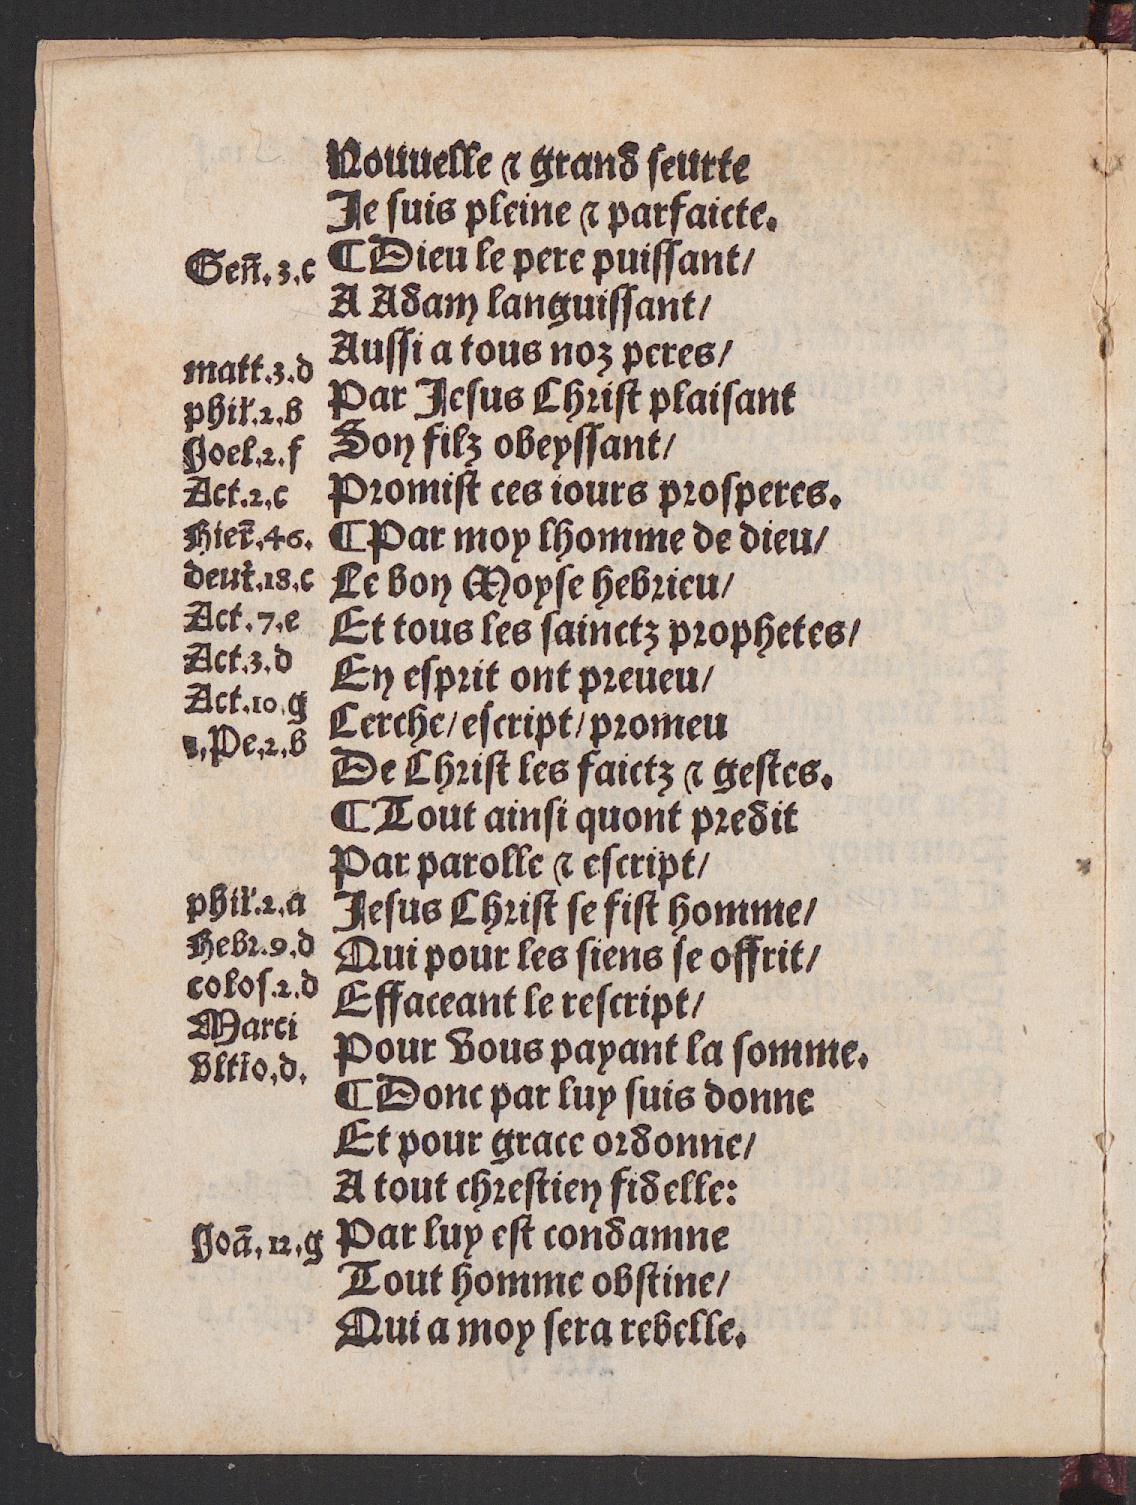 Nouuelle ⁊ grand ſeurte
Je ſuis pleine ⁊ parfaicte.
Geñ. 3.c
¶Dieu le pere puiſſant/
A Adam languiſſant/
Auſſi a tous noz peres/
matt.3.d
Par Jeſus Chriſt plaiſant
phil̃.2.b
Son filz obeyſſant/
Joel.2.f
Promiſt ces iours proſperes.
Act.2.c
¶Par moy lhomme de dieu/
Hier̃.46.
Le bon Moyſe hebrieu/
deut̃.18.c
Et tous les ſainctz prophetes/
Act.7.e
En eſprit ont preueu/
Act.3.d
Cerche/ eſcript/ promeu
Act.10.g
De Chriſt les faictz ⁊ geſtes.
1.Pe.2.b
¶Tout ainſi quont predit
Par parolle ⁊ eſcript/
phil̃.2.a
Jeſus Chriſt ſe fiſt homme/
Hebr.9.d
Qui pour les ſiens ſe offrit/
coloſ.2.d
Effaceant le reſcript/
Marci
Pour vous payant la ſomme.
vltĩo.d.
¶Donc par luy ſuis donne
Et pour grace ordonne/
A tout chreſtien fidelle:
Joã.12.g
Par luy eſt condamne
Tout homme obſtine/
Qui a moy ſera rebelle.